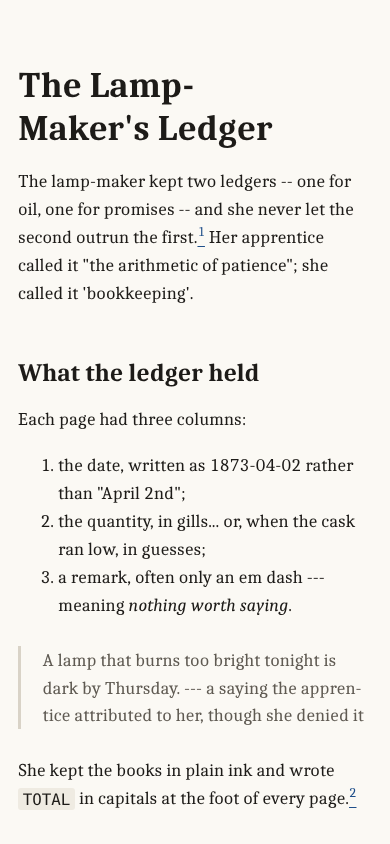 The Lamp-
Maker's Ledger
The lamp-maker kept two ledgers -- one for
oil, one for promises -- and she never let the
second outrun the first.1 Her apprentice
called it "the arithmetic of patience"; she
called it 'bookkeeping'.
What the ledger held
Each page had three columns:
1. the date, written as 1873-04-02 rather
than "April 2nd";
2. the quantity, in gills... or, when the cask
ran low, in guesses;
3. a remark, often only an em dash ---
meaning nothing worth saying.
A lamp that burns too bright tonight is
dark by Thursday. --- a saying the appren-
tice attributed to her, though she denied it
She kept the books in plain ink and wrote
TOTAL in capitals at the foot of every page.2